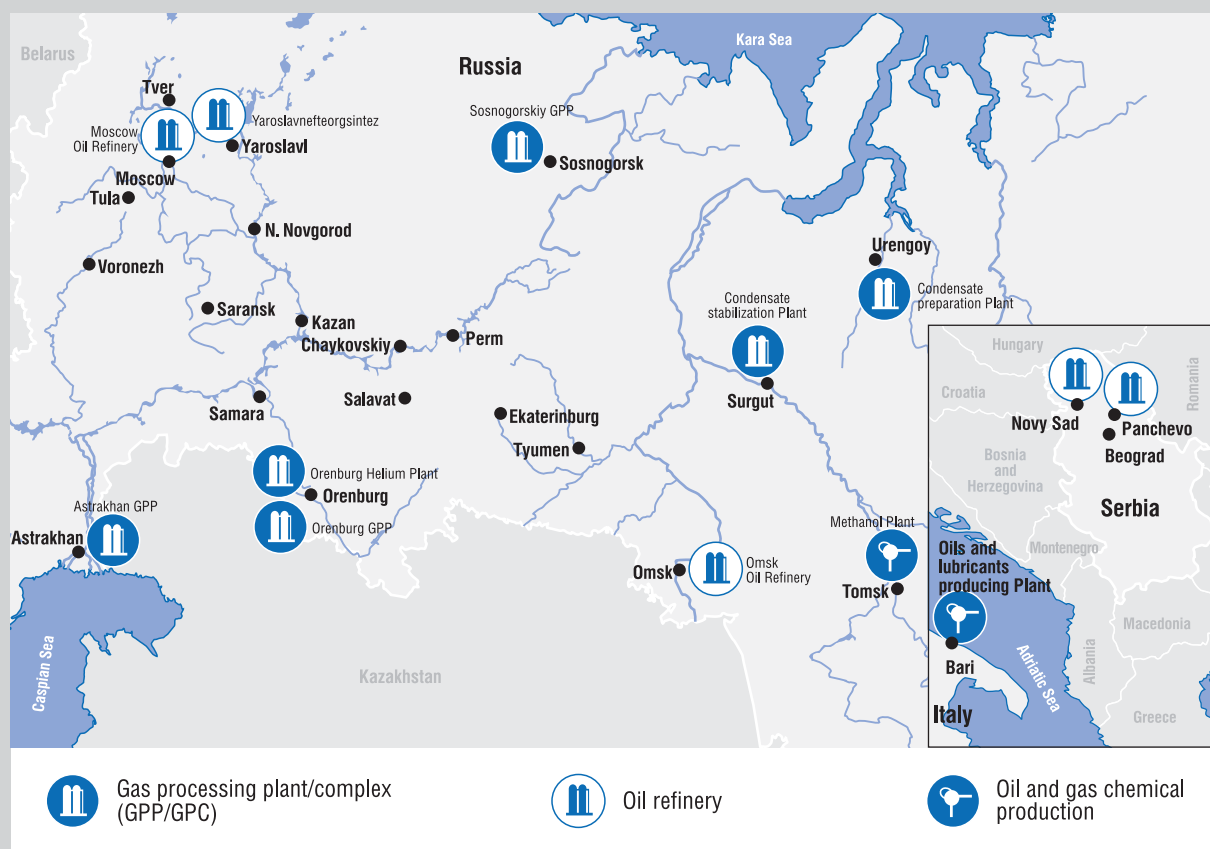 Belarus
Kara Sea
Russia
Tver
Moscow
Oil Refinery
Yaroslavnefteorgsintez
Yaroslavl
Moscow
Tula
Sosnogorskiy GPP
Sosnogorsk
N. Novgorod
Voronezh
Urengoy
Condensate
preparation Plant
Saransk
Kazan
Chaykovskiy
Perm
Condensate
stabilization Plant
Surgut
Samara
Salavat
Ekaterinburg
Tyumen
Orenburg Helium Plant
Orenburg
Orenburg GPP
Astrakhan GPP
Astrakhan
Omsk
Omsk
Oil Refinery
Methanol Plant
Tomsk
Caspian Sea
Kazakhstan
Hungary
Romania
Croatia
Novy Sad
Panchevo
Beograd
Bosnia
and
Herzegovina
Serbia
Montenegro
Oils and
lubricants
producing Plant
Macedonia
Albania
Bari
Adriatic Sea
Italy
Greece
Gas processing plant/complex
(GPP/GPC)
Oil refinery
Oil and gas chemical
production